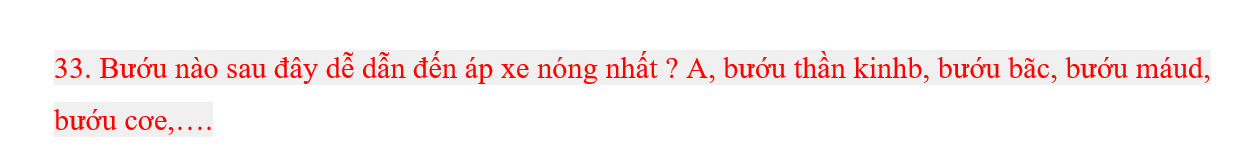 33. Bướu nào sau đây dễ dẫn đến áp xe nóng nhất ? A, bướu thần kinhb, bướu bãc, bướu máud,
bướu cơe,….